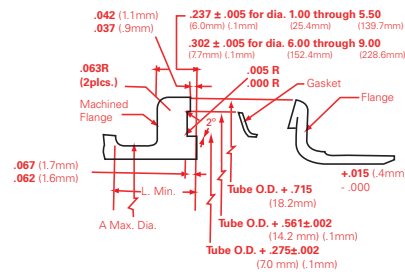 .042 (1.1mm)
.037 (.9mm)
.237 ± .005 for dia. 1.00 through 5.50
(6.0mm) (.1mm) (25.4mm) (139.7mm)
.302 ± .005 for dia. 6.00 through 9.00
(7.7mm) (.1mm) (152.4mm) (228.6mm)
.063R
(2plcs.)
.005 R
.000 R
Gasket
Machined
Flange
Flange
2°
.067 (1.7mm)
.062 (1.6mm)
L. Min.
A Max. Dia.
+.015 (.4mm
- .000
Tube O.D. + .715
(18.2mm)
Tube O.D. + .561±.002
(14.2 mm) (.1mm)
Tube O.D. + .275±.002
(7.0 mm) (.1mm)